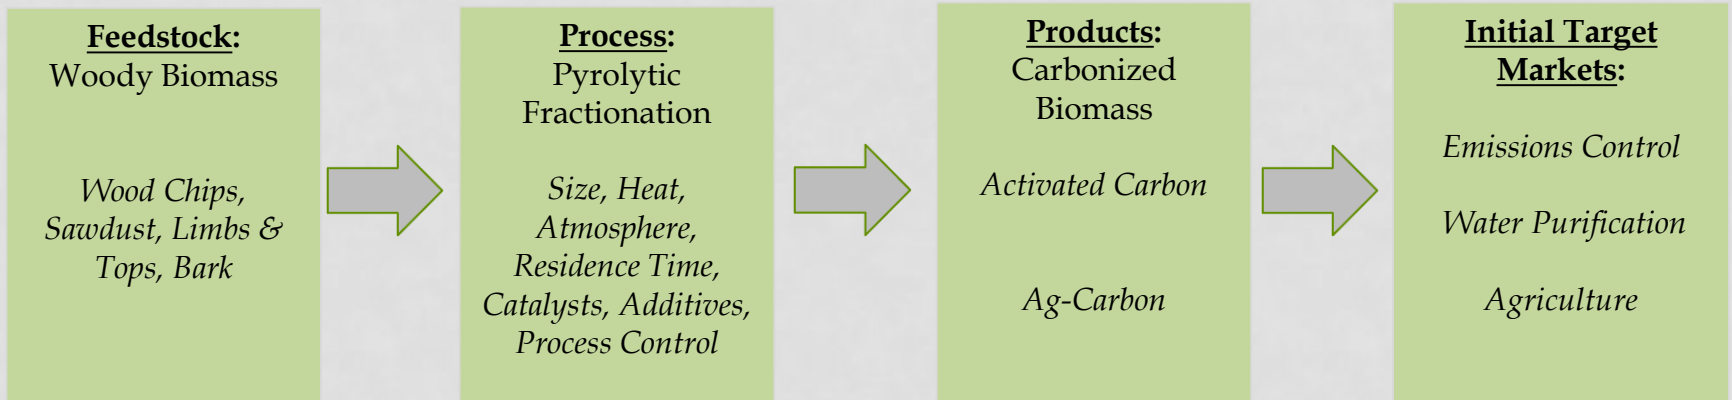 Feedstock:
Woody Biomass
Wood Chips,
Sawdust, Limbs &
Tops, Bark
Process:
Pyrolytic
Fractionation
Size, Heat,
Atmosphere,
Residence Time,
Catalysts, Additives,
Process Control
Products:
Carbonized
Biomass
Activated Carbon
Ag-Carbon
Initial Target
Markets:
Emissions Control
Water Purification
Agriculture